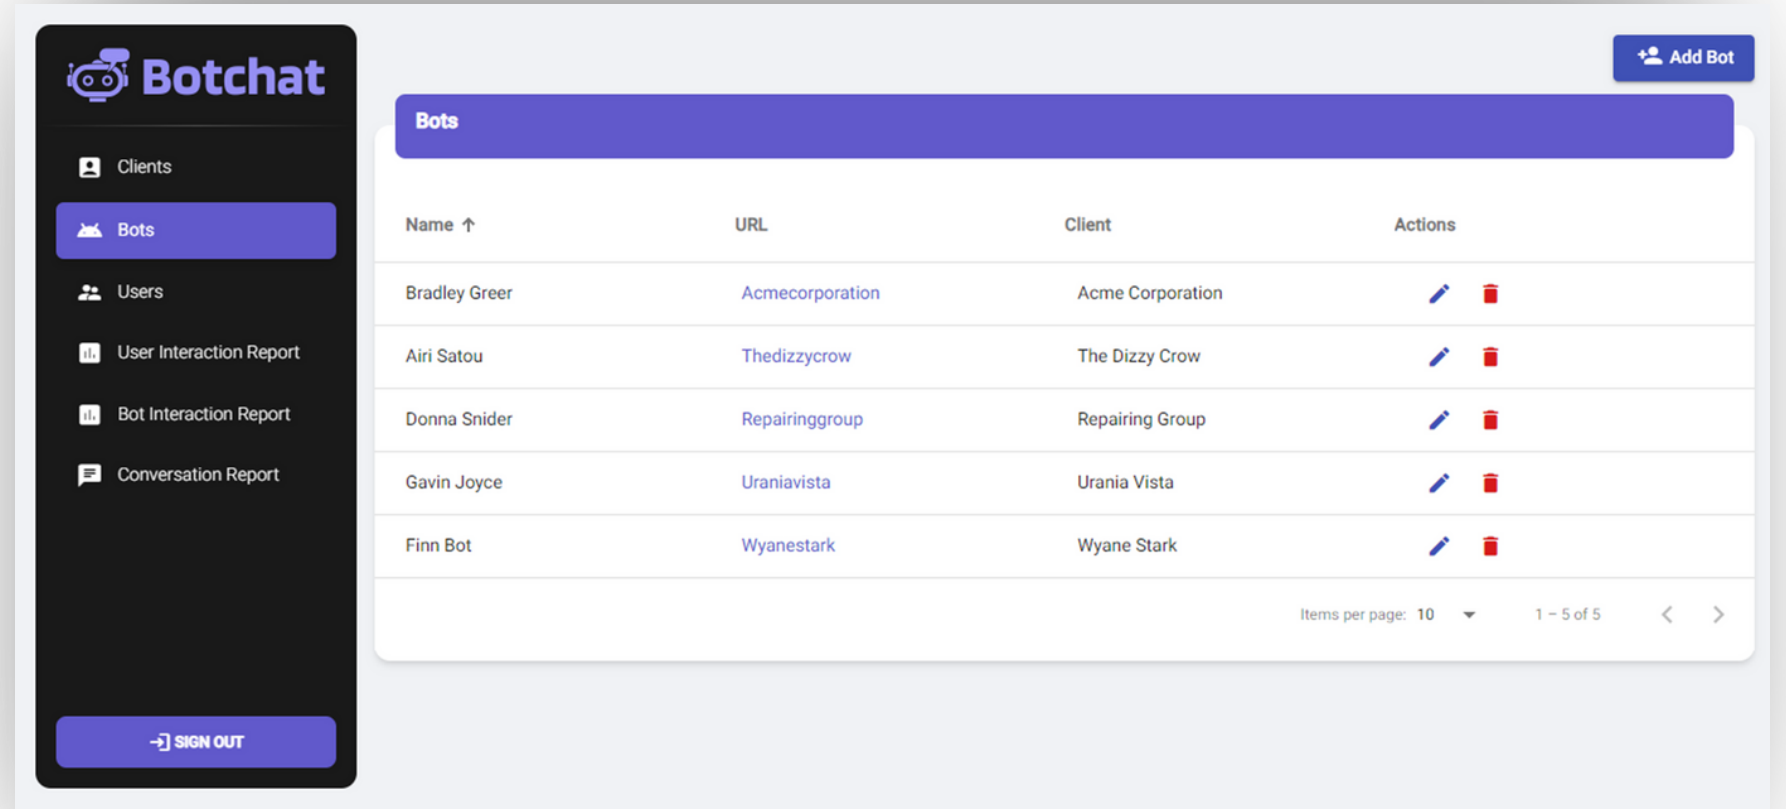 Botchat
Clients
Bots
Users
User Interaction Report
Bot Interaction Report
Conversation Report
SIGN OUT
Add Bot
Bots
Name URL Client Actions
Bradley Greer Acmecorporation Acme Corporation
Airi Satou Thedizzycrow The Dizzy Crow
Donna Snider Repairinggroup Repairing Group
Gavin Joyce Uraniavista Urania Vista
Finn Bot Wyanestark Wyane Stark
Items per page: 10 1 – 5 of 5